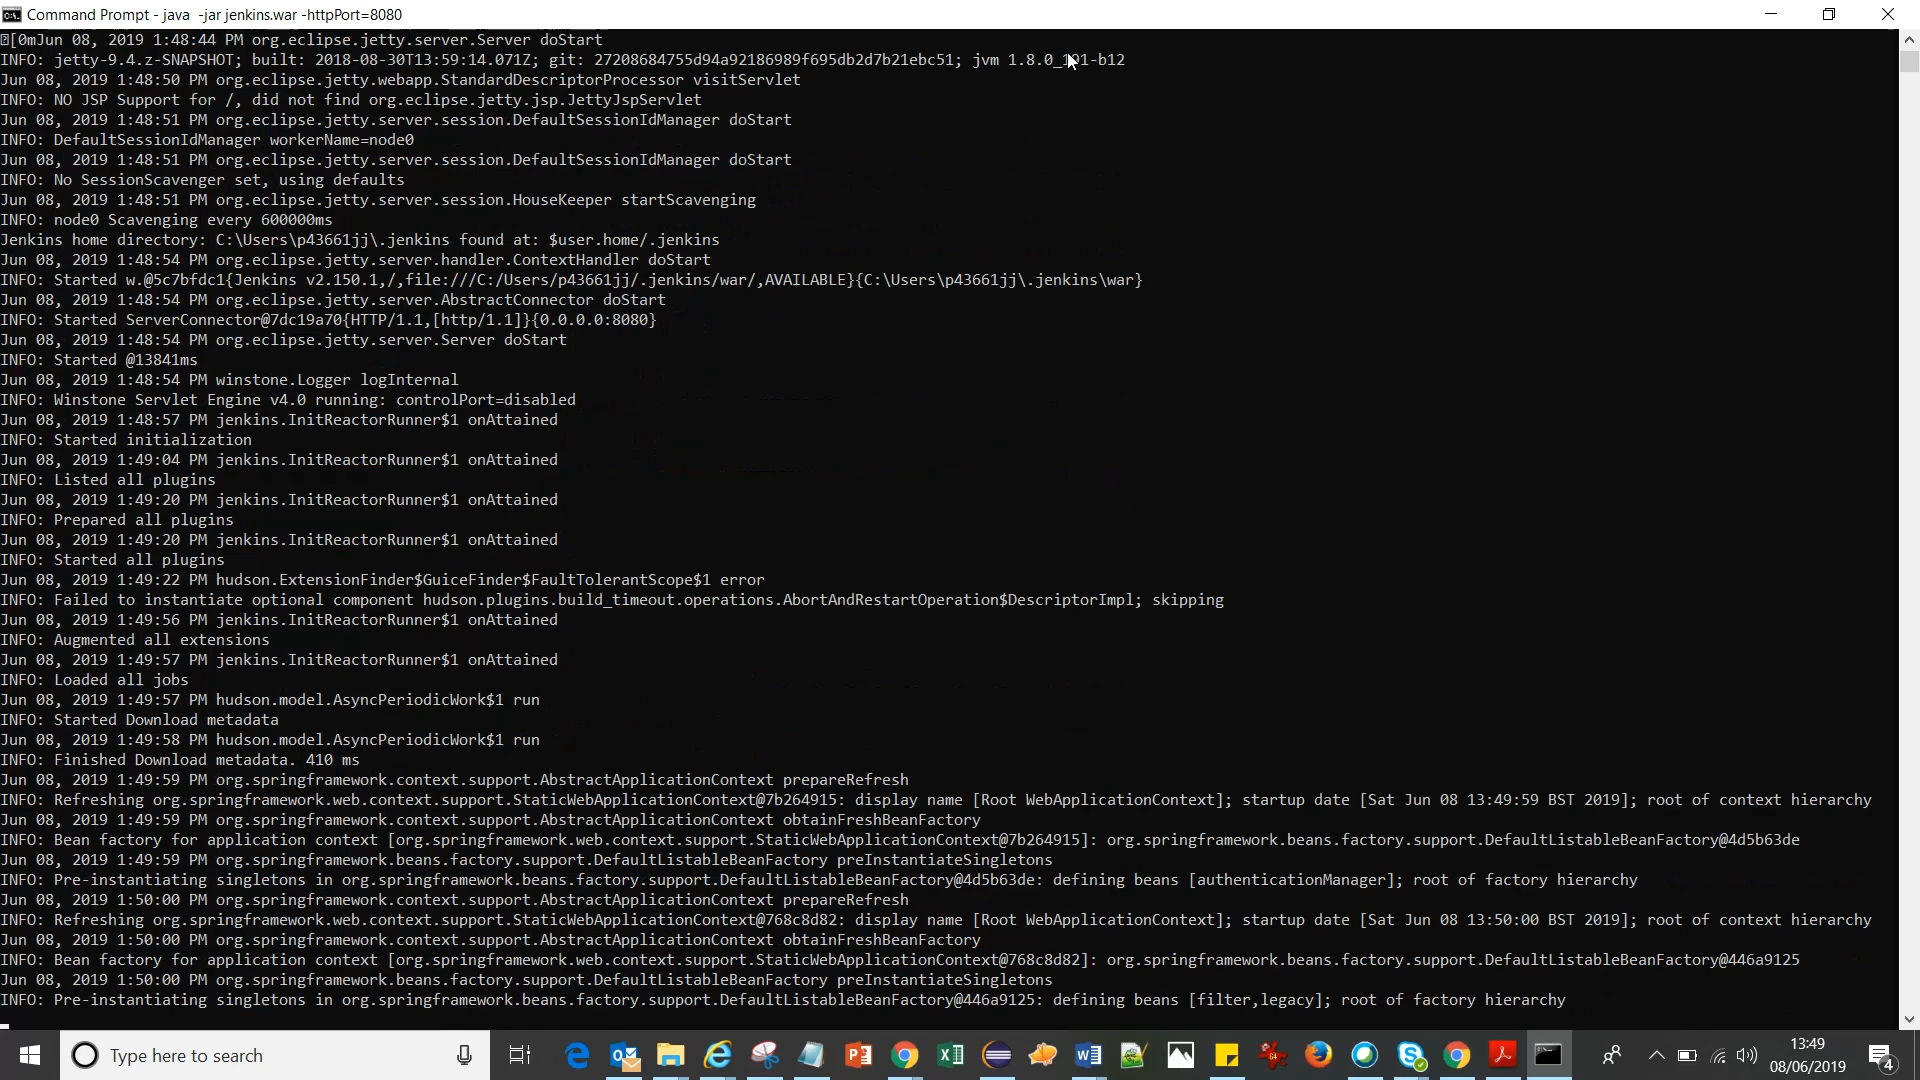 Command Prompt - java  -jar jenkins.war -httpPort=8080
[0mJun 08, 2019 1:48:44 PM org.eclipse.jetty.server.Server doStart
INFO: jetty-9.4.z-SNAPSHOT; built: 2018-08-30T13:59:14.071Z; git: 27208684755d94a92186989f695db2d7b21ebc51; jvm 1.8.0_191-b12
Jun 08, 2019 1:48:50 PM org.eclipse.jetty.webapp.StandardDescriptorProcessor visitServlet
INFO: NO JSP Support for /, did not find org.eclipse.jetty.jsp.JettyJspServlet
Jun 08, 2019 1:48:51 PM org.eclipse.jetty.server.session.DefaultSessionIdManager doStart
INFO: DefaultSessionIdManager workerName=node0
Jun 08, 2019 1:48:51 PM org.eclipse.jetty.server.session.DefaultSessionIdManager doStart
INFO: No SessionScavenger set, using defaults
Jun 08, 2019 1:48:51 PM org.eclipse.jetty.server.session.HouseKeeper startScavenging
INFO: node0 Scavenging every 600000ms
Jenkins home directory: C:\Users\p43661jj\.jenkins found at: $user.home/.jenkins
Jun 08, 2019 1:48:54 PM org.eclipse.jetty.server.handler.ContextHandler doStart
INFO: Started w.@5c7bfdc1{Jenkins v2.150.1,/,file:///C:/Users/p43661jj/.jenkins/war/,AVAILABLE}{C:\Users\p43661jj\.jenkins\war}
Jun 08, 2019 1:48:54 PM org.eclipse.jetty.server.AbstractConnector doStart
INFO: Started ServerConnector@7dc19a70{HTTP/1.1,[http/1.1]}{0.0.0.0:8080}
Jun 08, 2019 1:48:54 PM org.eclipse.jetty.server.Server doStart
INFO: Started @13841ms
Jun 08, 2019 1:48:54 PM winstone.Logger logInternal
INFO: Winstone Servlet Engine v4.0 running: controlPort=disabled
Jun 08, 2019 1:48:57 PM jenkins.InitReactorRunner$1 onAttained
INFO: Started initialization
Jun 08, 2019 1:49:04 PM jenkins.InitReactorRunner$1 onAttained
INFO: Listed all plugins
Jun 08, 2019 1:49:20 PM jenkins.InitReactorRunner$1 onAttained
INFO: Prepared all plugins
Jun 08, 2019 1:49:20 PM jenkins.InitReactorRunner$1 onAttained
INFO: Started all plugins
Jun 08, 2019 1:49:22 PM hudson.ExtensionFinder$GuiceFinder$FaultTolerantScope$1 error
INFO: Failed to instantiate optional component hudson.plugins.build_timeout.operations.AbortAndRestartOperation$DescriptorImpl; skipping
Jun 08, 2019 1:49:56 PM jenkins.InitReactorRunner$1 onAttained
INFO: Augmented all extensions
Jun 08, 2019 1:49:57 PM jenkins.InitReactorRunner$1 onAttained
INFO: Loaded all jobs
Jun 08, 2019 1:49:57 PM hudson.model.AsyncPeriodicWork$1 run
INFO: Started Download metadata
Jun 08, 2019 1:49:58 PM hudson.model.AsyncPeriodicWork$1 run
INFO: Finished Download metadata. 410 ms
Jun 08, 2019 1:49:59 PM org.springframework.context.support.AbstractApplicationContext prepareRefresh
INFO: Refreshing org.springframework.web.context.support.StaticWebApplicationContext@7b264915: display name [Root WebApplicationContext]; startup date [Sat Jun 08 13:49:59 BST 2019]; root of context hierarchy
Jun 08, 2019 1:49:59 PM org.springframework.context.support.AbstractApplicationContext obtainFreshBeanFactory
INFO: Bean factory for application context [org.springframework.web.context.support.StaticWebApplicationContext@7b264915]: org.springframework.beans.factory.support.DefaultListableBeanFactory@4d5b63de
Jun 08, 2019 1:49:59 PM org.springframework.beans.factory.support.DefaultListableBeanFactory preInstantiateSingletons
INFO: Pre-instantiating singletons in org.springframework.beans.factory.support.DefaultListableBeanFactory@4d5b63de: defining beans [authenticationManager]; root of factory hierarchy
Jun 08, 2019 1:50:00 PM org.springframework.context.support.AbstractApplicationContext prepareRefresh
INFO: Refreshing org.springframework.web.context.support.StaticWebApplicationContext@768c8d82: display name [Root WebApplicationContext]; startup date [Sat Jun 08 13:50:00 BST 2019]; root of context hierarchy
Jun 08, 2019 1:50:00 PM org.springframework.context.support.AbstractApplicationContext obtainFreshBeanFactory
INFO: Bean factory for application context [org.springframework.web.context.support.StaticWebApplicationContext@768c8d82]: org.springframework.beans.factory.support.DefaultListableBeanFactory@446a9125
Jun 08, 2019 1:50:00 PM org.springframework.beans.factory.support.DefaultListableBeanFactory preInstantiateSingletons
INFO: Pre-instantiating singletons in org.springframework.beans.factory.support.DefaultListableBeanFactory@446a9125: defining beans [filter,legacy]; root of factory hierarchy
Type here to search
13:49
08/06/2019
4